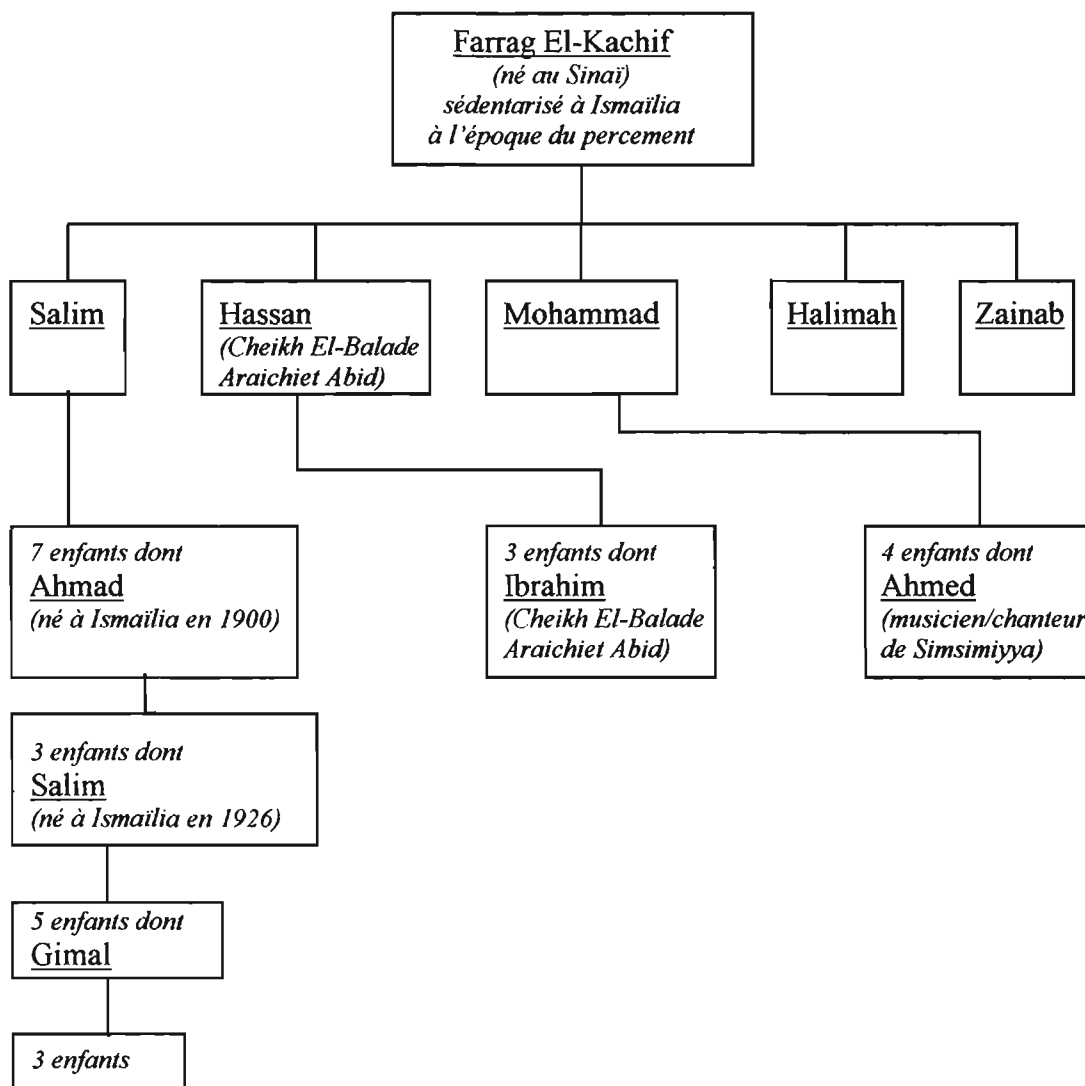 Farrag El-Kachif
(né au Sinaï)
sédentarisé à Ismaïlia
à l'époque du percement
Salim
Hassan
(Cheikh El-Balade
Araichiet Abid)
Mohammad
Halimah
Zainab
7 enfants dont
Ahmad
(né à Ismaïlia en 1900)
3 enfants dont
Ibrahim
(Cheikh El-Balade
Araichiet Abid)
4 enfants dont
Ahmed
(musicien/chanteur
de Simsimiyya)
3 enfants dont
Salim
(né à Ismaïlia en 1926)
5 enfants dont
Gimal
3 enfants